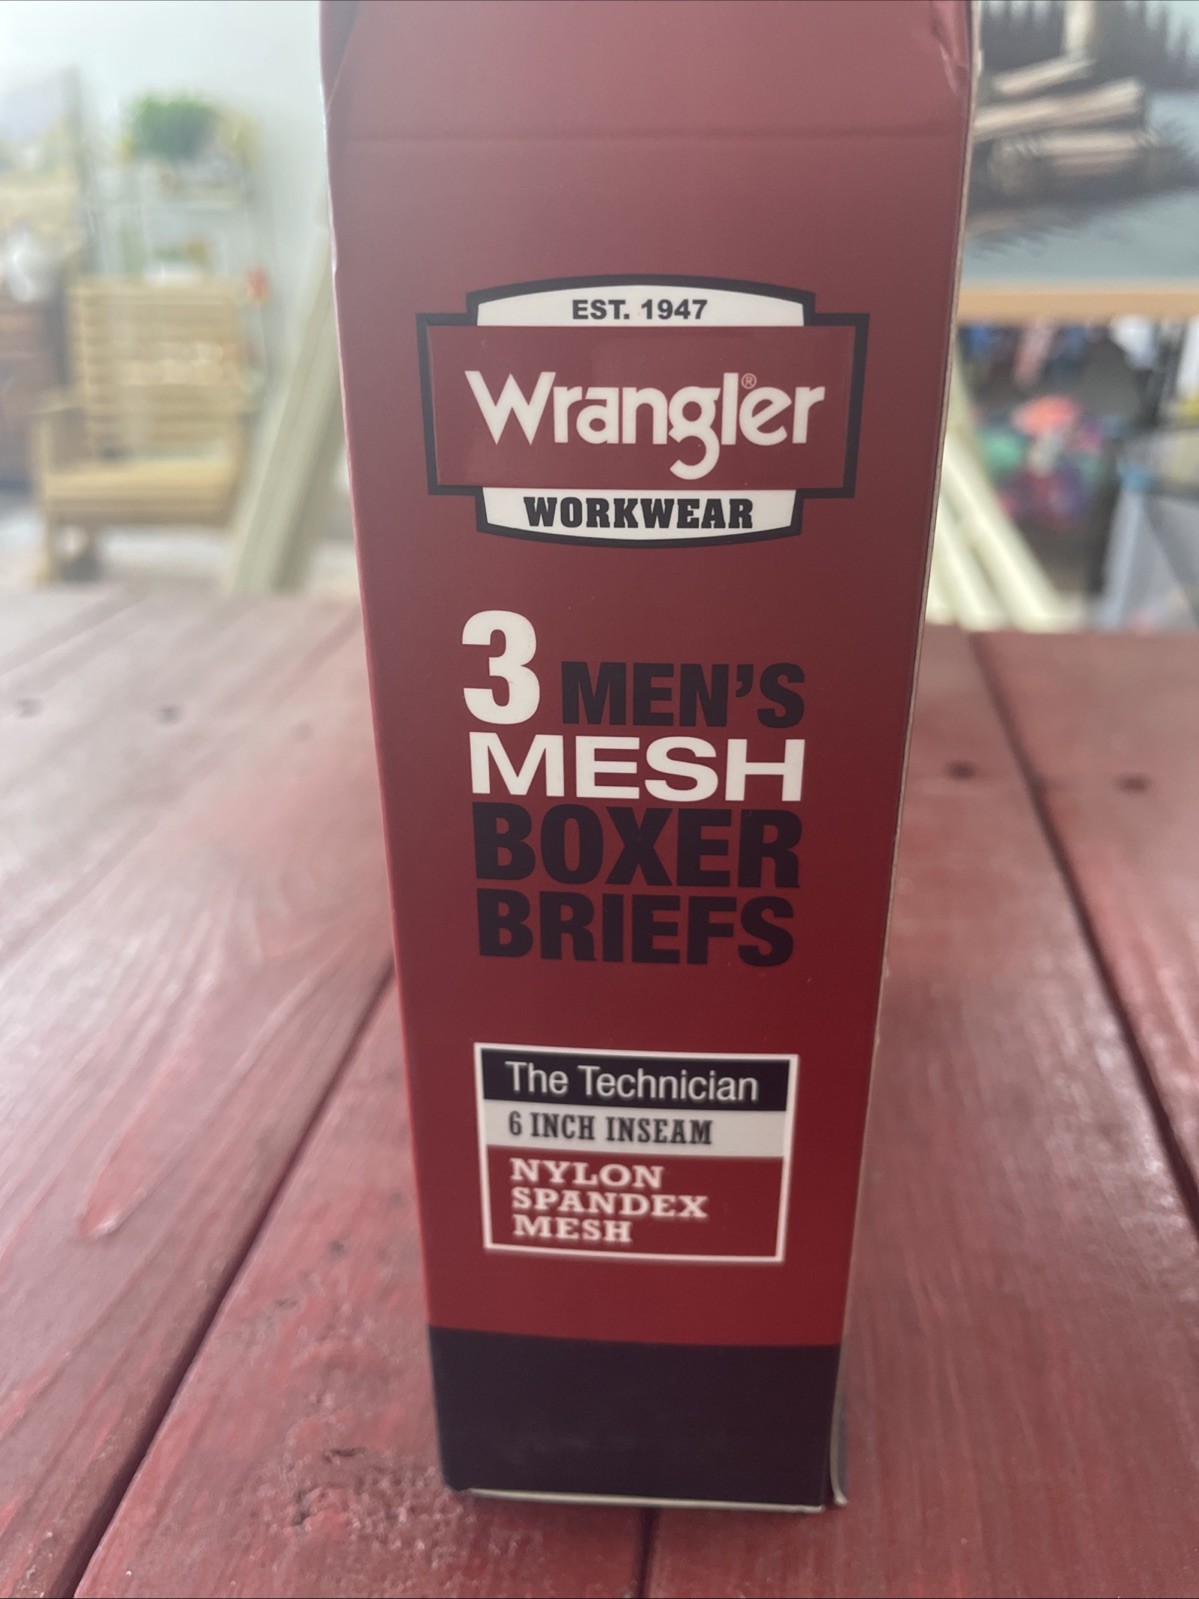 EST. 1947
Wrangler®
WORKWEAR
3 MEN'S
MESH
BOXER
BRIEFS
The Technician
6 INCH INSEAM
NYLON
SPANDEX
MESH